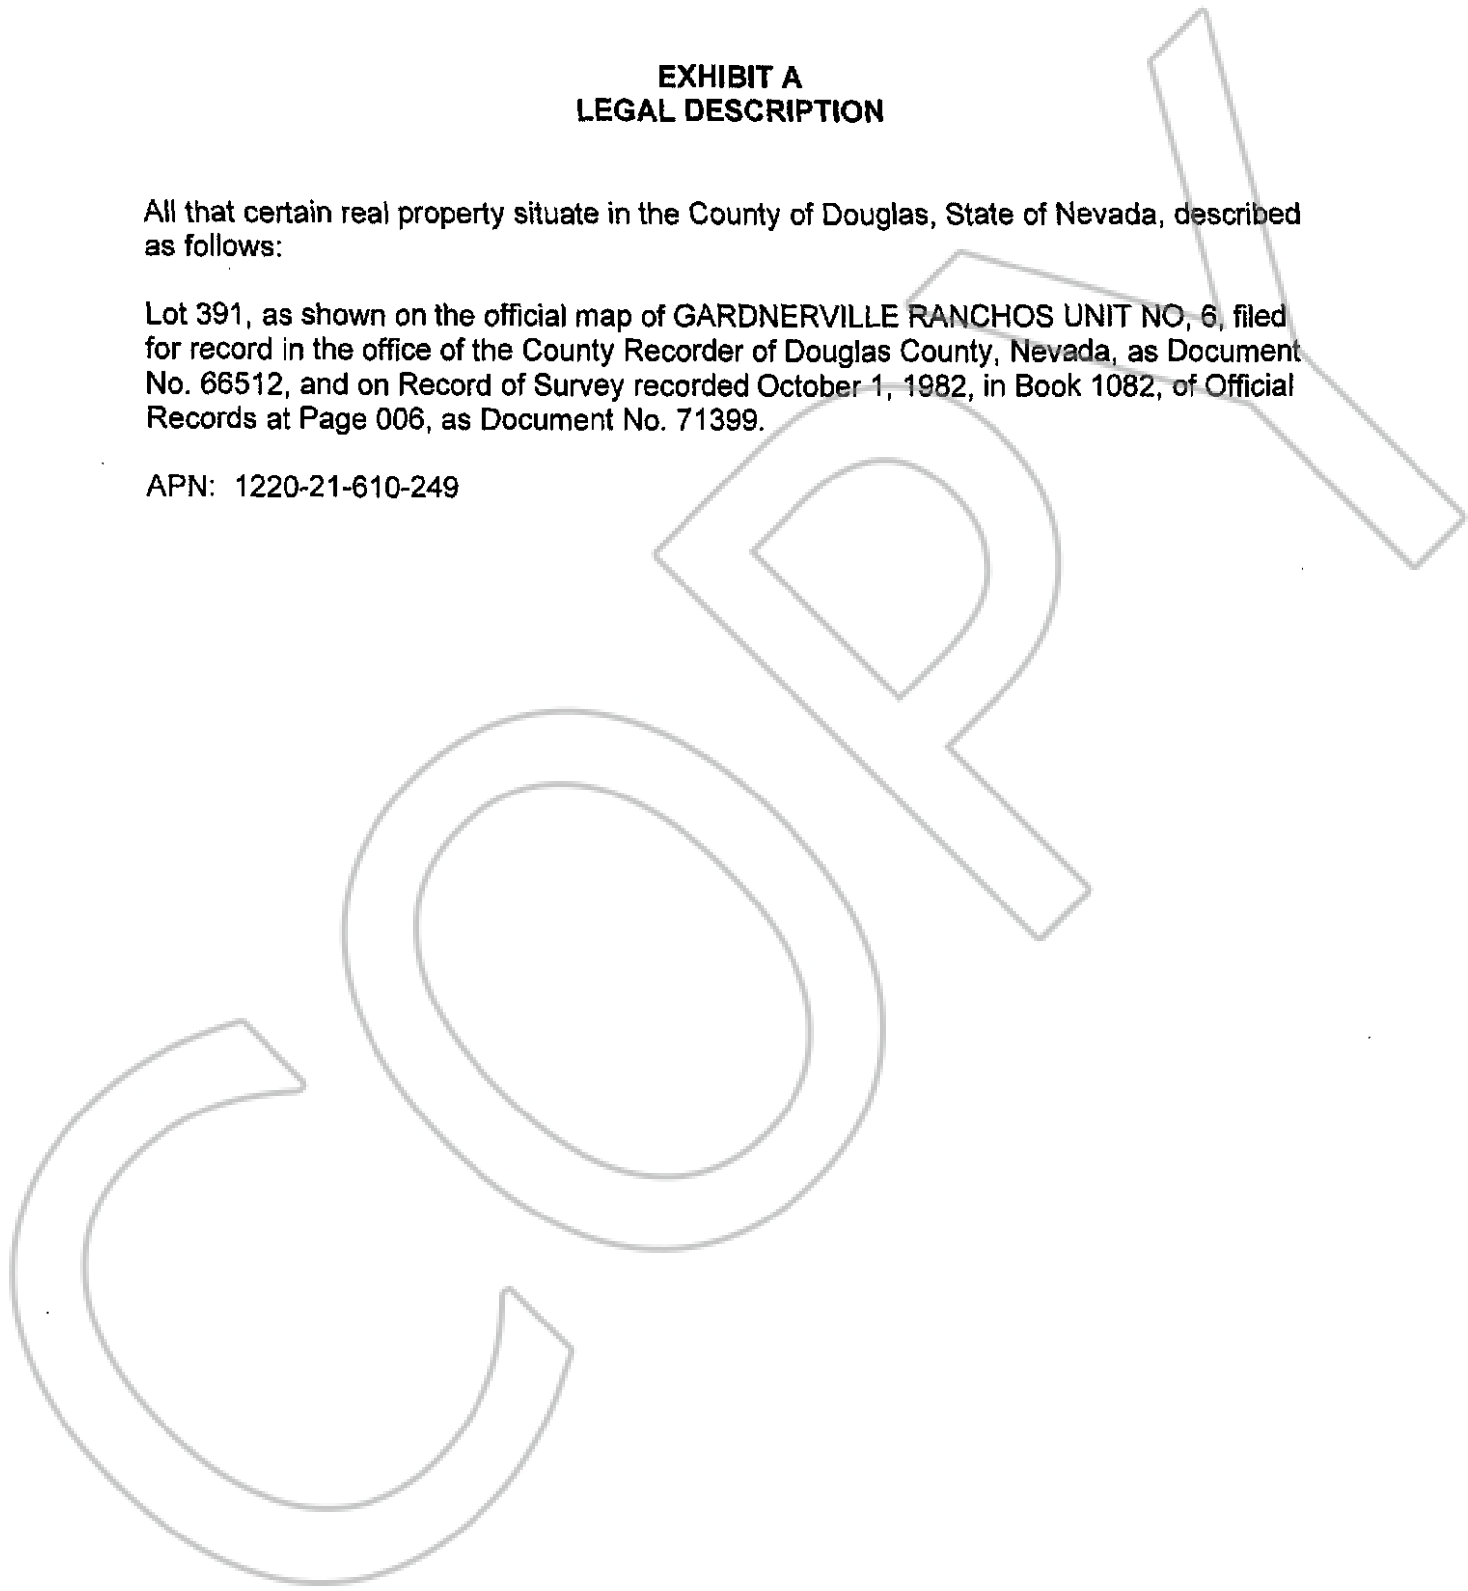 EXHIBIT A
LEGAL DESCRIPTION
All that certain real property situate in the County of Douglas, State of Nevada, described
as follows:
Lot 391, as shown on the official map of GARDNERVILLE RANCHOS UNIT NO, 6, filed
for record in the office of the County Recorder of Douglas County, Nevada, as Document
No. 66512, and on Record of Survey recorded October 1, 1982, in Book 1082, of Official
Records at Page 006, as Document No. 71399.
APN: 1220-21-610-249
COPY